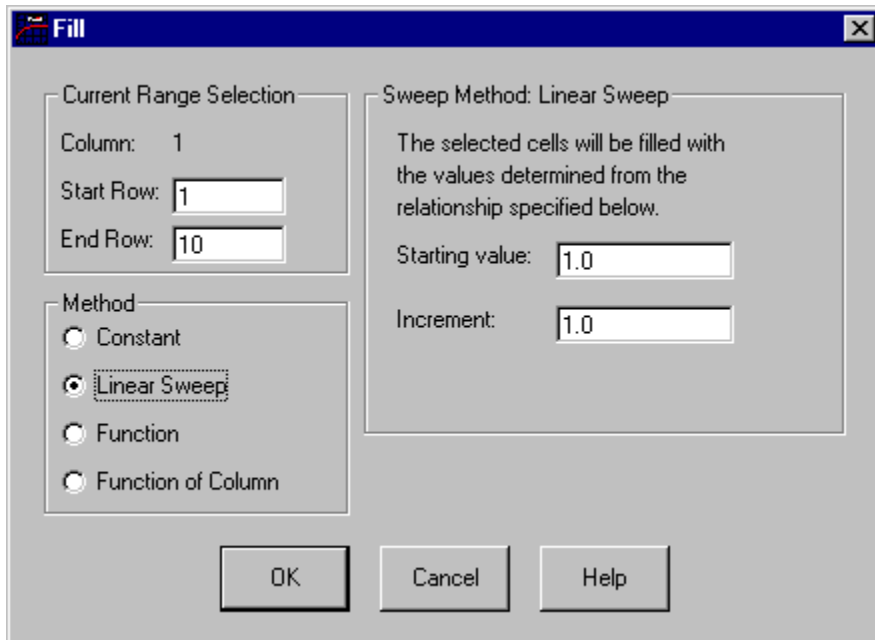 Fill
Current Range Selection
Column: 1
Start Row: 1
End Row: 10
Method
Constant
Linear Sweep
Function
Function of Column
Sweep Method: Linear Sweep
The selected cells will be filled with
the values determined from the
relationship specified below.
Starting value: 1.0
Increment: 1.0
OK Cancel Help